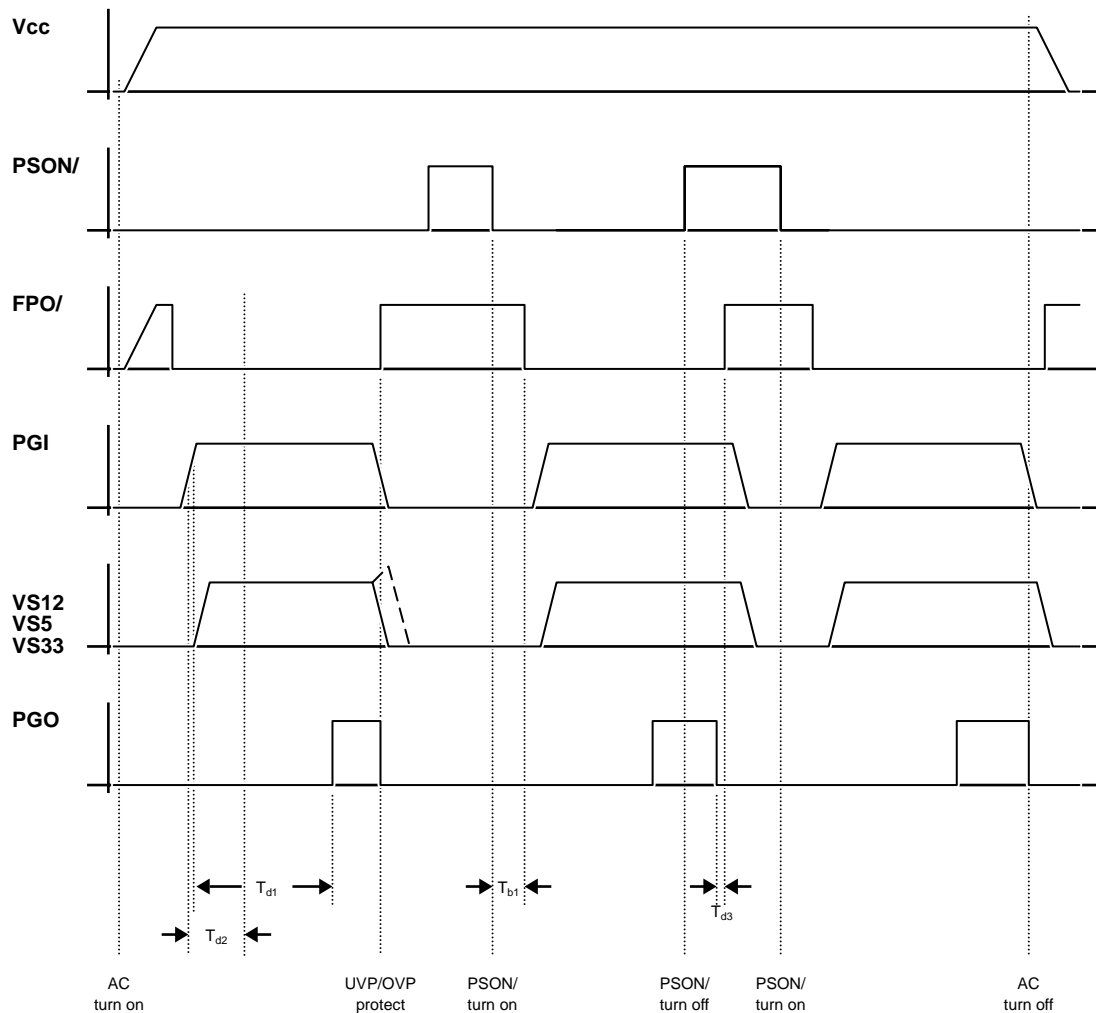 Vcc
PSON/
FPO/
PGI
VS12
VS5
VS33
PGO
Td1
Tb1
Td3
Td2
AC
turn on
UVP/OVP
protect
PSON/
turn on
PSON/
turn off
PSON/
turn on
AC
turn off